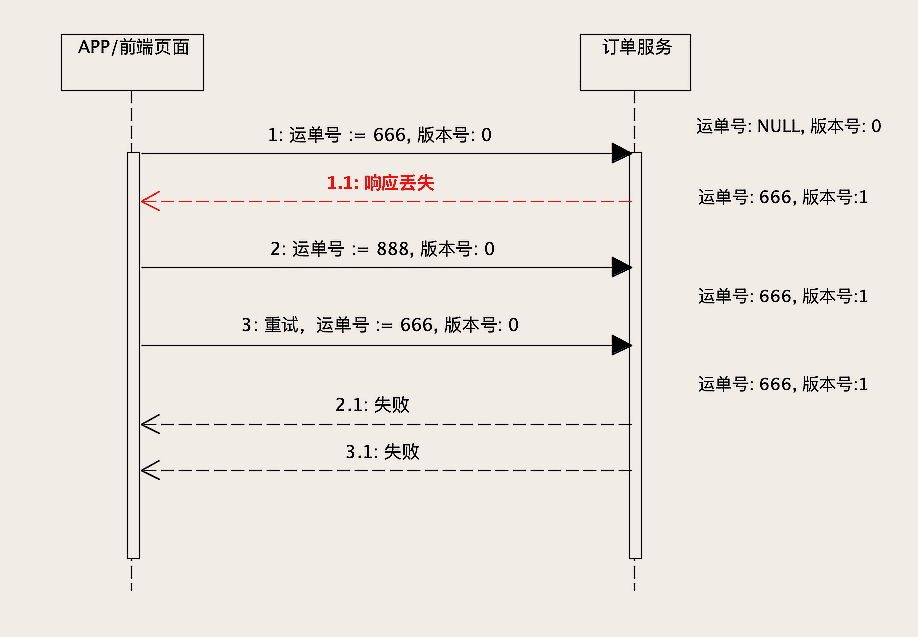 APP/前端页面
订单服务
运单号: NULL, 版本号: 0
1: 运单号 := 666, 版本号: 0
1.1: 响应丢失
运单号: 666, 版本号:1
2: 运单号 := 888, 版本号: 0
运单号: 666, 版本号:1
3: 重试，运单号 := 666, 版本号: 0
运单号: 666, 版本号:1
2.1: 失败
3.1: 失败